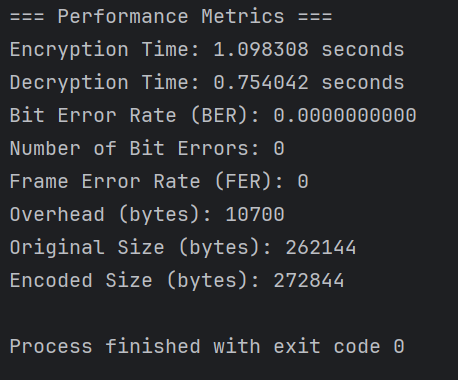 === Performance Metrics ===
Encryption Time: 1.098308 seconds
Decryption Time: 0.754042 seconds
Bit Error Rate (BER): 0.0000000000
Number of Bit Errors: 0
Frame Error Rate (FER): 0
Overhead (bytes): 10700
Original Size (bytes): 262144
Encoded Size (bytes): 272844
Process finished with exit code 0